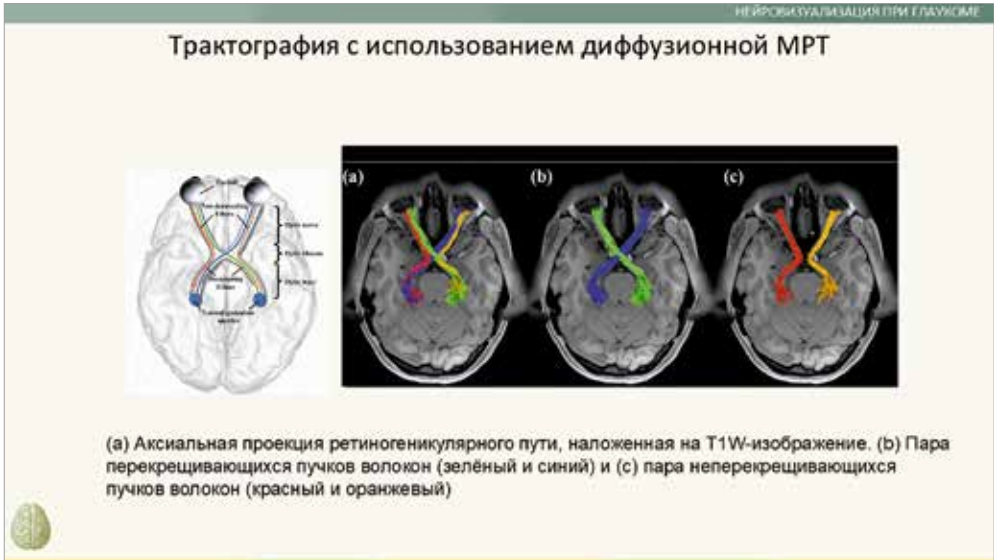 НЕЙРОВИЗУАЛИЗАЦИЯ ПРИ ГЛАУКОМЕ
Трактография с использованием диффузионной МРТ
(a) (b) (c)
(a) Аксиальная проекция ретиногеникулярного пути, наложенная на T1W-изображение. (b) Пара
перекрещивающихся пучков волокон (зелёный и синий) и (c) пара неперекрещивающихся
пучков волокон (красный и оранжевый)